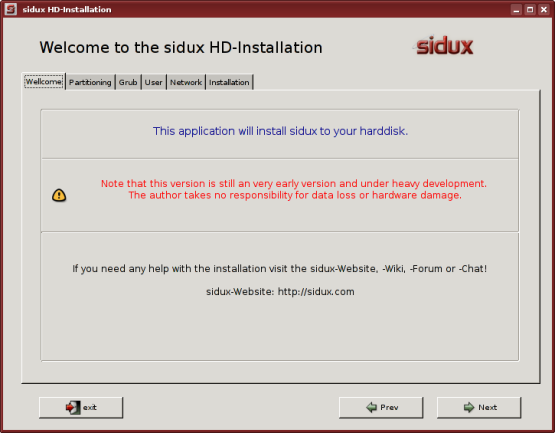 sidux HD-Installation
Welcome to the sidux HD-Installation
sidux
Wellcome Partitioning Grub User Network Installation
This application will install sidux to your harddisk.
Note that this version is still an very early version and under heavy development.
The author takes no responsibility for data loss or hardware damage.
If you need any help with the installation visit the sidux-Website, -Wiki, -Forum or -Chat!
sidux-Website: http://sidux.com
exit Prev Next